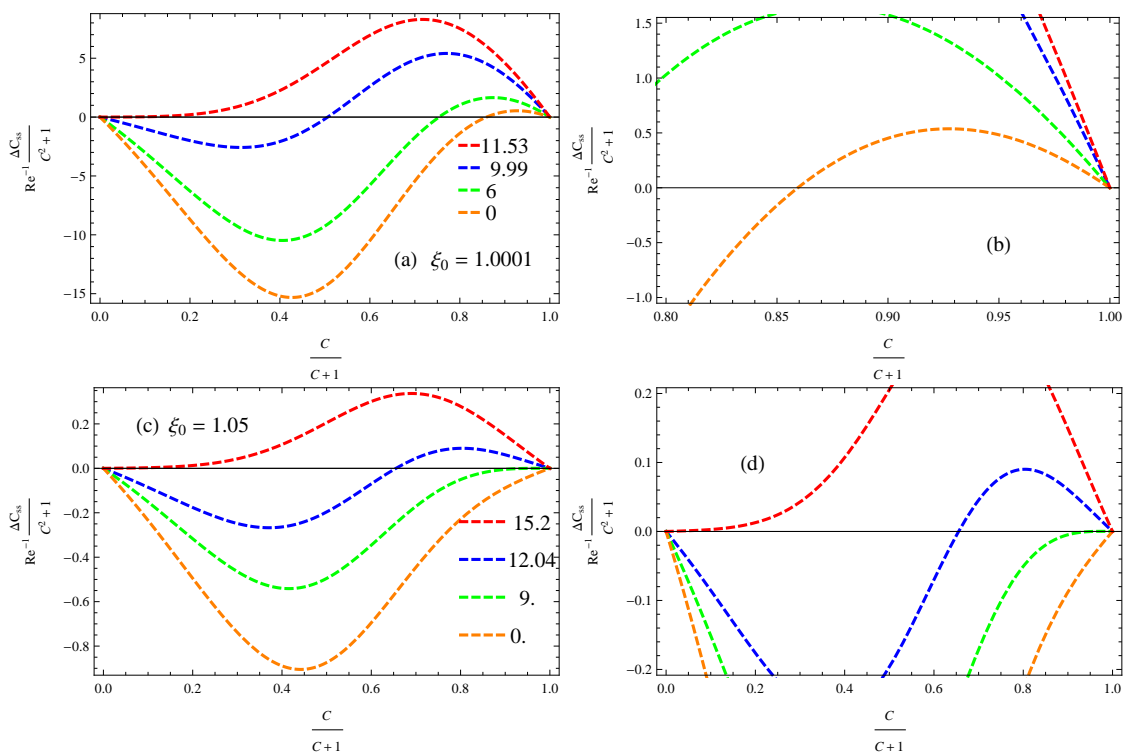 Re⁻¹ ΔC_ss / C² + 1
5
0
−5
−10
−15
11.53
9.99
6
0
(a) ξ₀ = 1.0001
0.0 0.2 0.4 0.6 0.8 1.0
C / C + 1
Re⁻¹ ΔC_ss / C² + 1
1.5
1.0
0.5
0.0
−0.5
−1.0
(b)
0.80 0.85 0.90 0.95 1.00
C / C + 1
Re⁻¹ ΔC_ss / C² + 1
0.2
0.0
−0.2
−0.4
−0.6
−0.8
(c) ξ₀ = 1.05
15.2
12.04
9.
0.
0.0 0.2 0.4 0.6 0.8 1.0
C / C + 1
Re⁻¹ ΔC_ss / C² + 1
0.2
0.1
0.0
−0.1
−0.2
(d)
0.0 0.2 0.4 0.6 0.8 1.0
C / C + 1